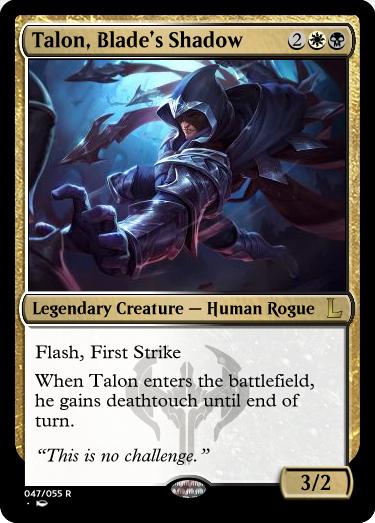 Talon, Blade's Shadow 2
Legendary Creature — Human Rogue L
Flash, First Strike
When Talon enters the battlefield,
he gains deathtouch until end of
turn.
“This is no challenge.”
3/2
047/055 R